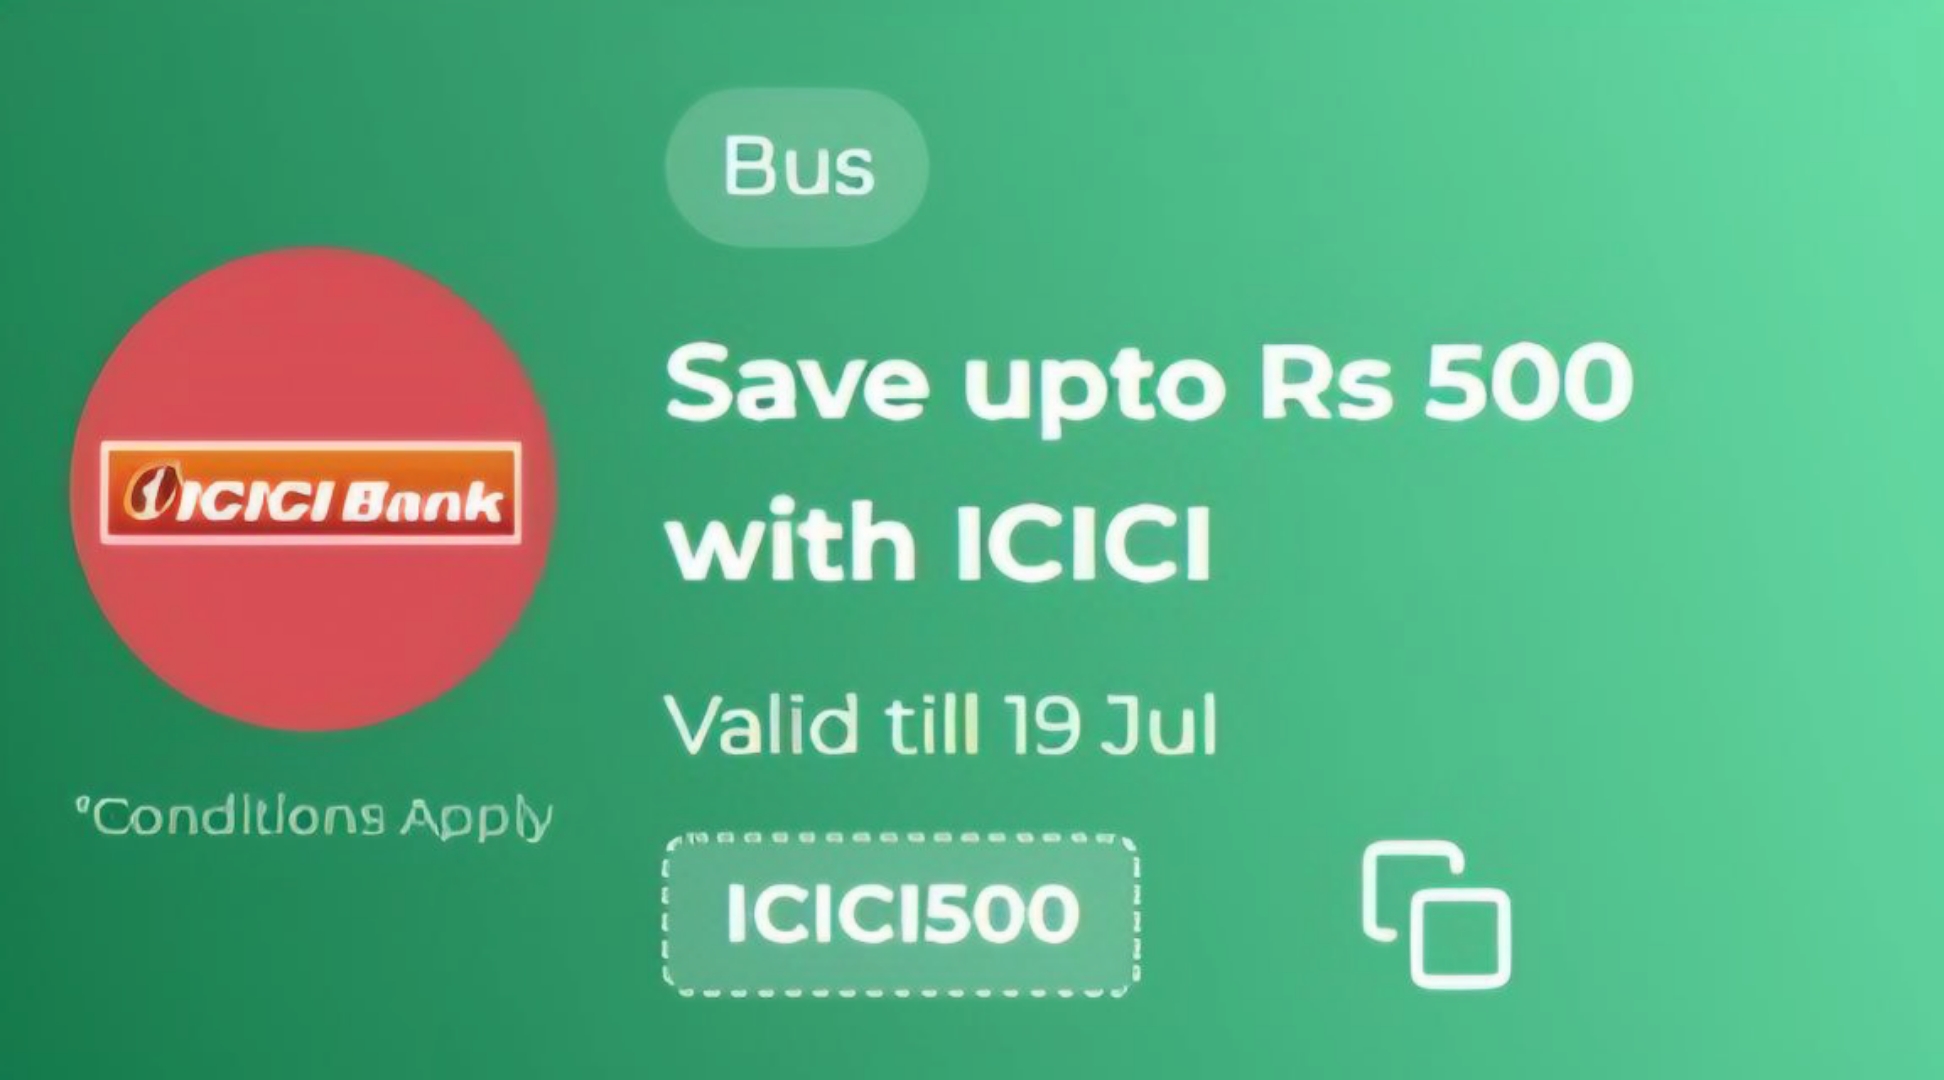 Bus
Save upto Rs 500
with ICICI
ICICI Bank
Valid till 19 Jul
*Conditions Apply
ICICI500